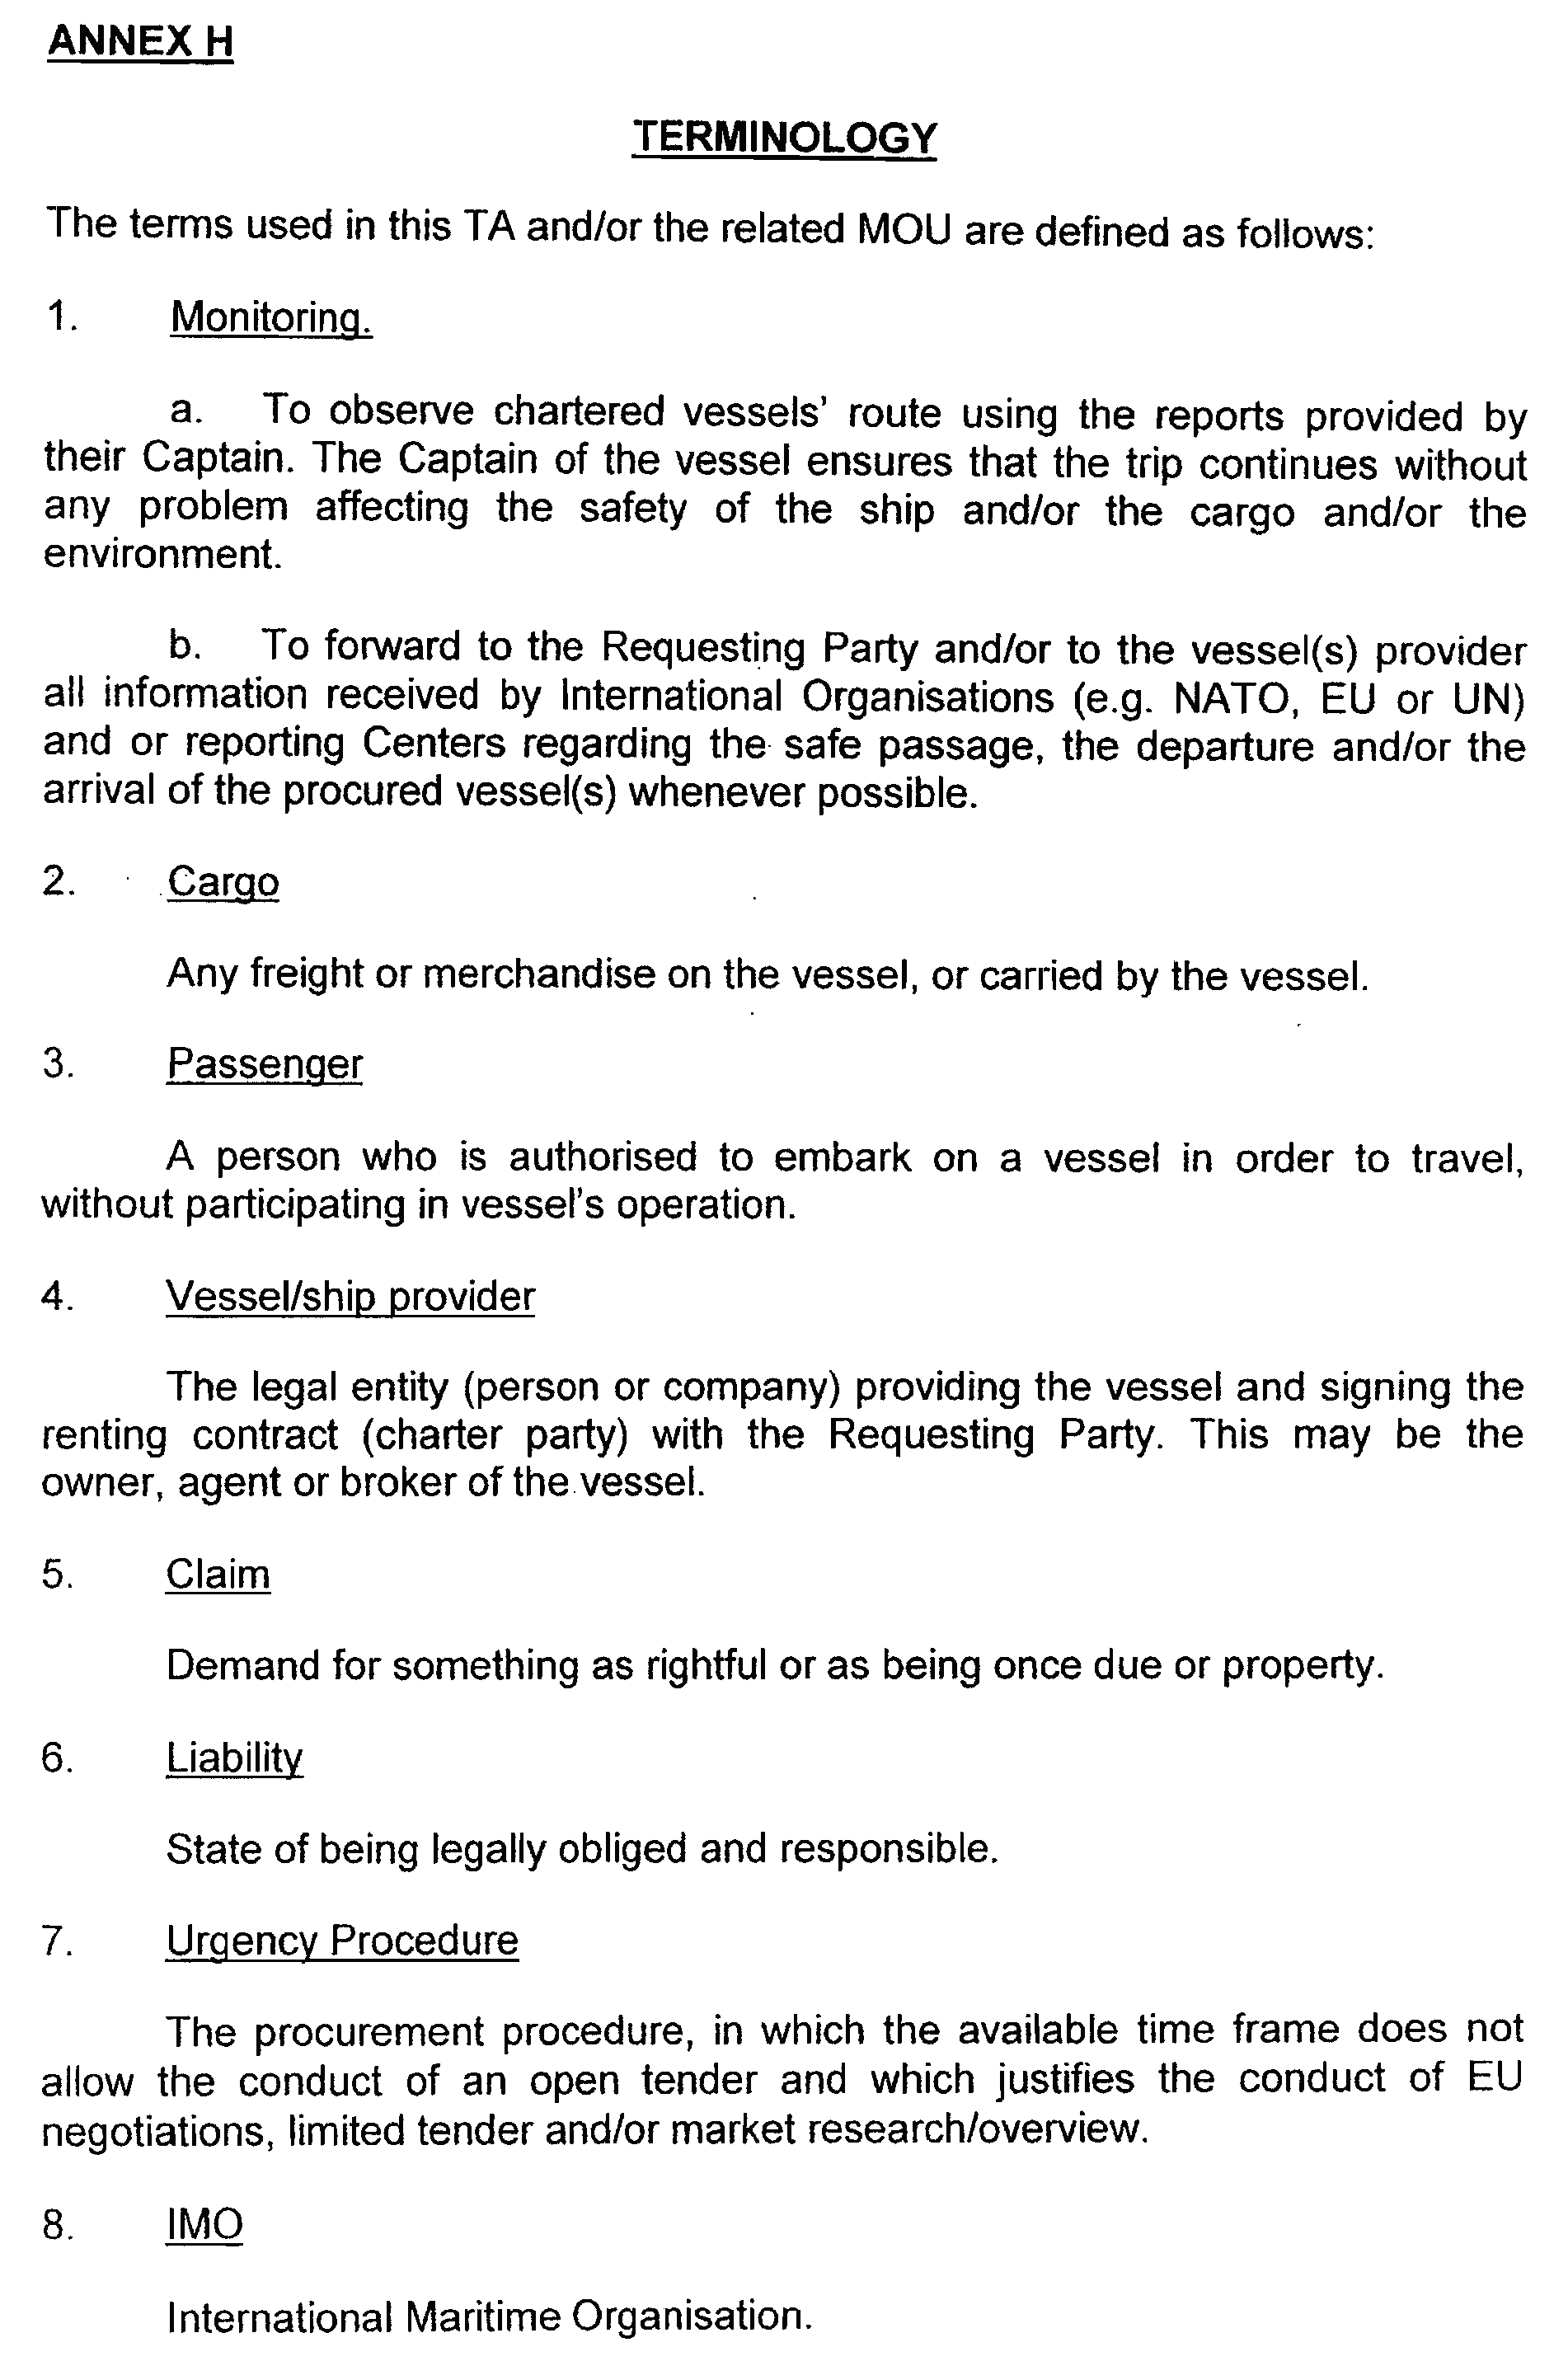 ANNEX H
TERMINOLOGY
The terms used in this TA and/or the related MOU are defined as follows:
1. Monitoring.
a. To observe chartered vessels' route using the reports provided by
their Captain. The Captain of the vessel ensures that the trip continues without
any problem affecting the safety of the ship and/or the cargo and/or the
environment.
b. To forward to the Requesting Party and/or to the vessel(s) provider
all information received by International Organisations (e.g. NATO, EU or UN)
and or reporting Centers regarding the safe passage, the departure and/or the
arrival of the procured vessel(s) whenever possible.
2. Cargo
Any freight or merchandise on the vessel, or carried by the vessel.
3. Passenger
A person who is authorised to embark on a vessel in order to travel,
without participating in vessel's operation.
4. Vessel/ship provider
The legal entity (person or company) providing the vessel and signing the
renting contract (charter party) with the Requesting Party. This may be the
owner, agent or broker of the vessel.
5. Claim
Demand for something as rightful or as being once due or property.
6. Liability
State of being legally obliged and responsible.
7. Urgency Procedure
The procurement procedure, in which the available time frame does not
allow the conduct of an open tender and which justifies the conduct of EU
negotiations, limited tender and/or market research/overview.
8. IMO
International Maritime Organisation.